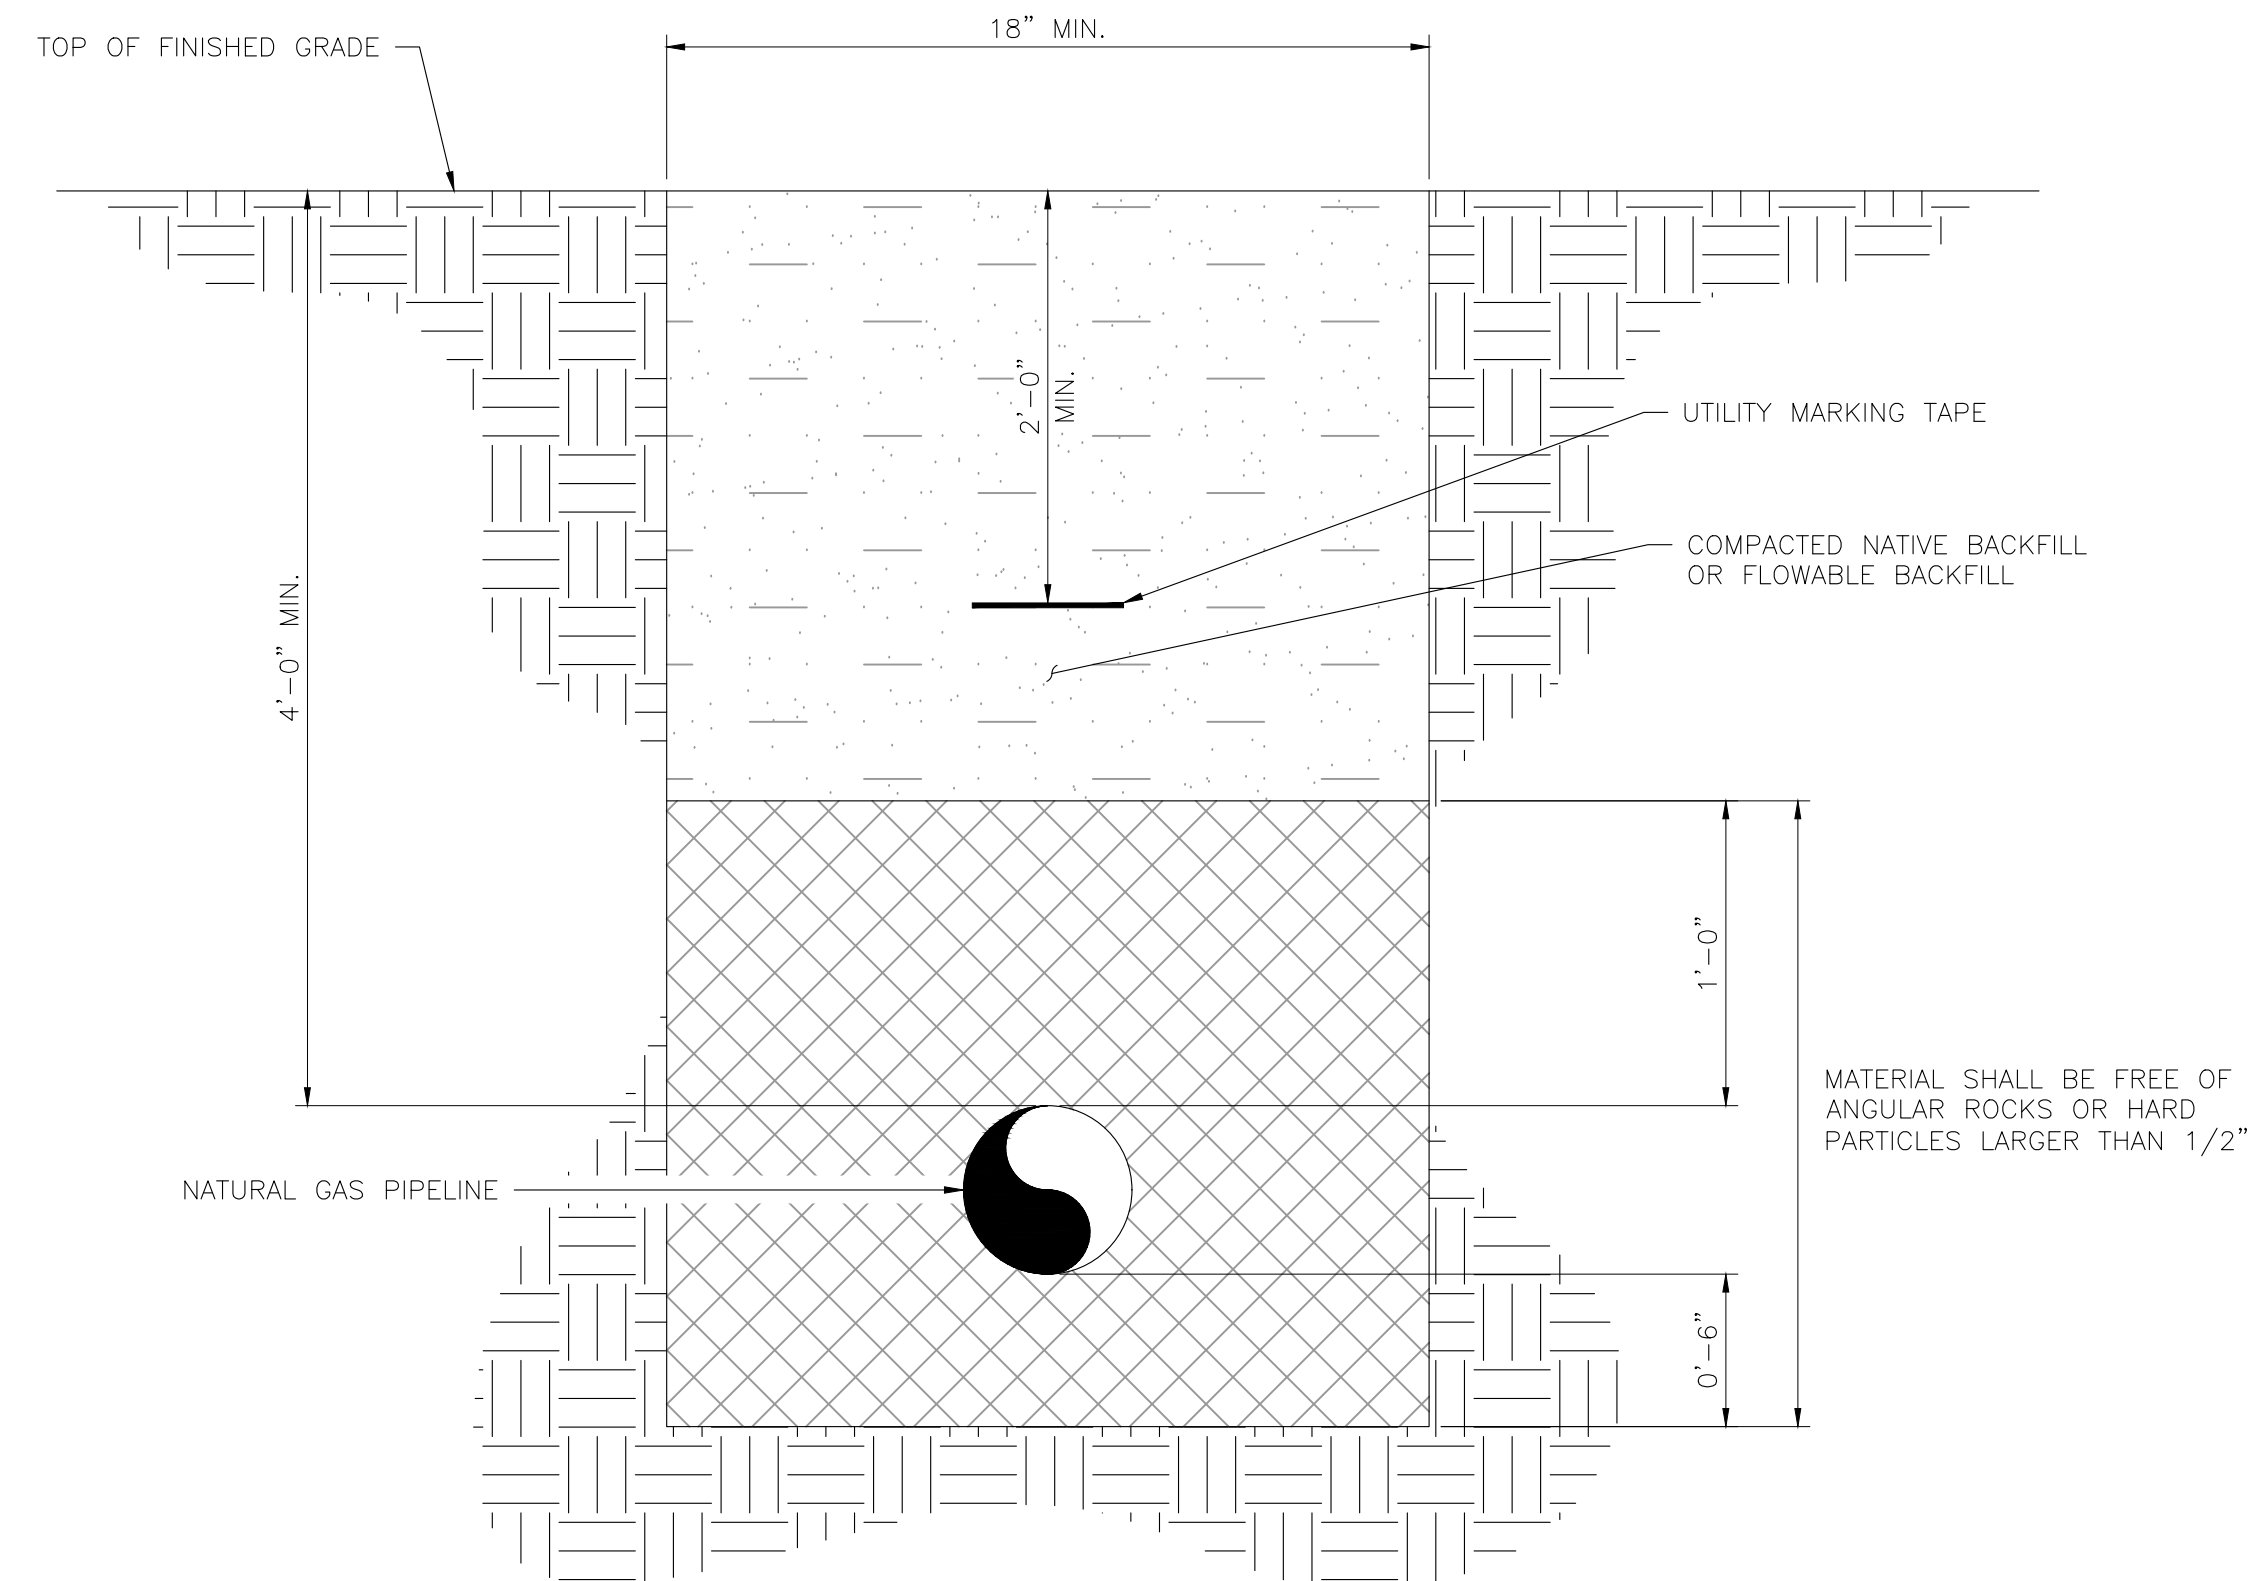 18" MIN.
TOP OF FINISHED GRADE
2'-0"
MIN.
UTILITY MARKING TAPE
COMPACTED NATIVE BACKFILL
OR FLOWABLE BACKFILL
4'-0" MIN.
1'-0"
MATERIAL SHALL BE FREE OF
ANGULAR ROCKS OR HARD
PARTICLES LARGER THAN 1/2"
NATURAL GAS PIPELINE
0'-6"